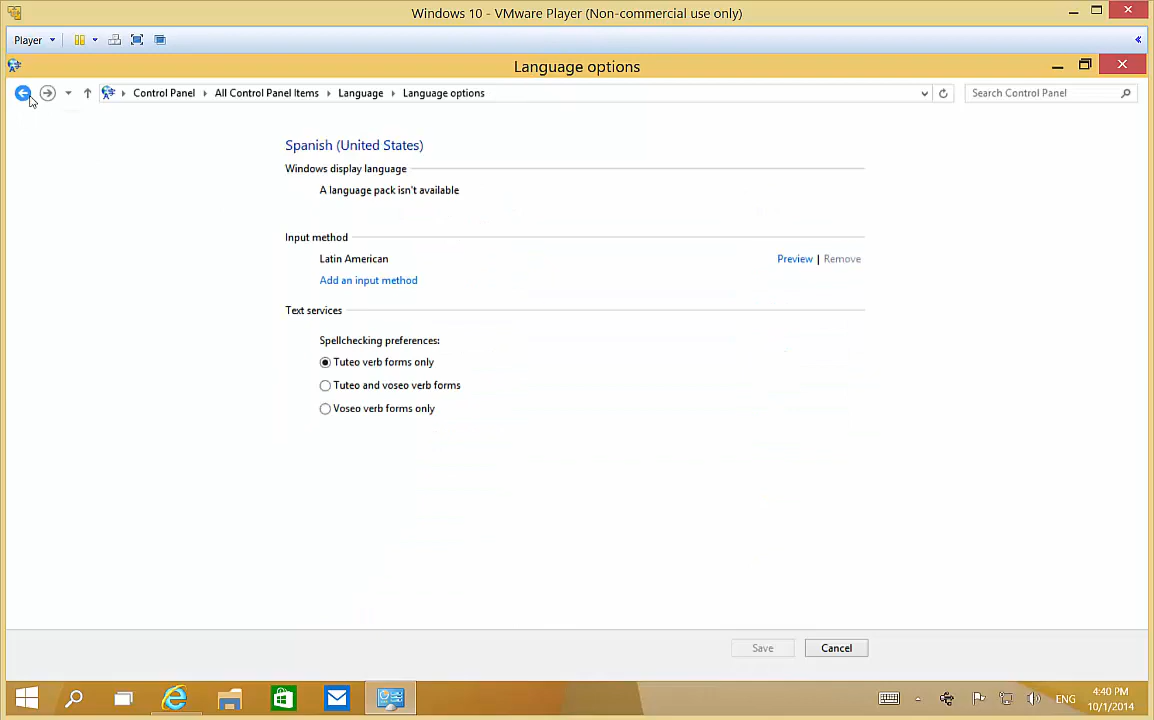 Windows 10 - VMware Player (Non-commercial use only)
Player
Language options
Control Panel All Control Panel Items Language Language options Search Control Panel
Spanish (United States)
Windows display language
A language pack isn't available
Input method
Latin American Preview | Remove
Add an input method
Text services
Spellchecking preferences:
Tuteo verb forms only
Tuteo and voseo verb forms
Voseo verb forms only
Save Cancel
ENG 4:40 PM
10/1/2014